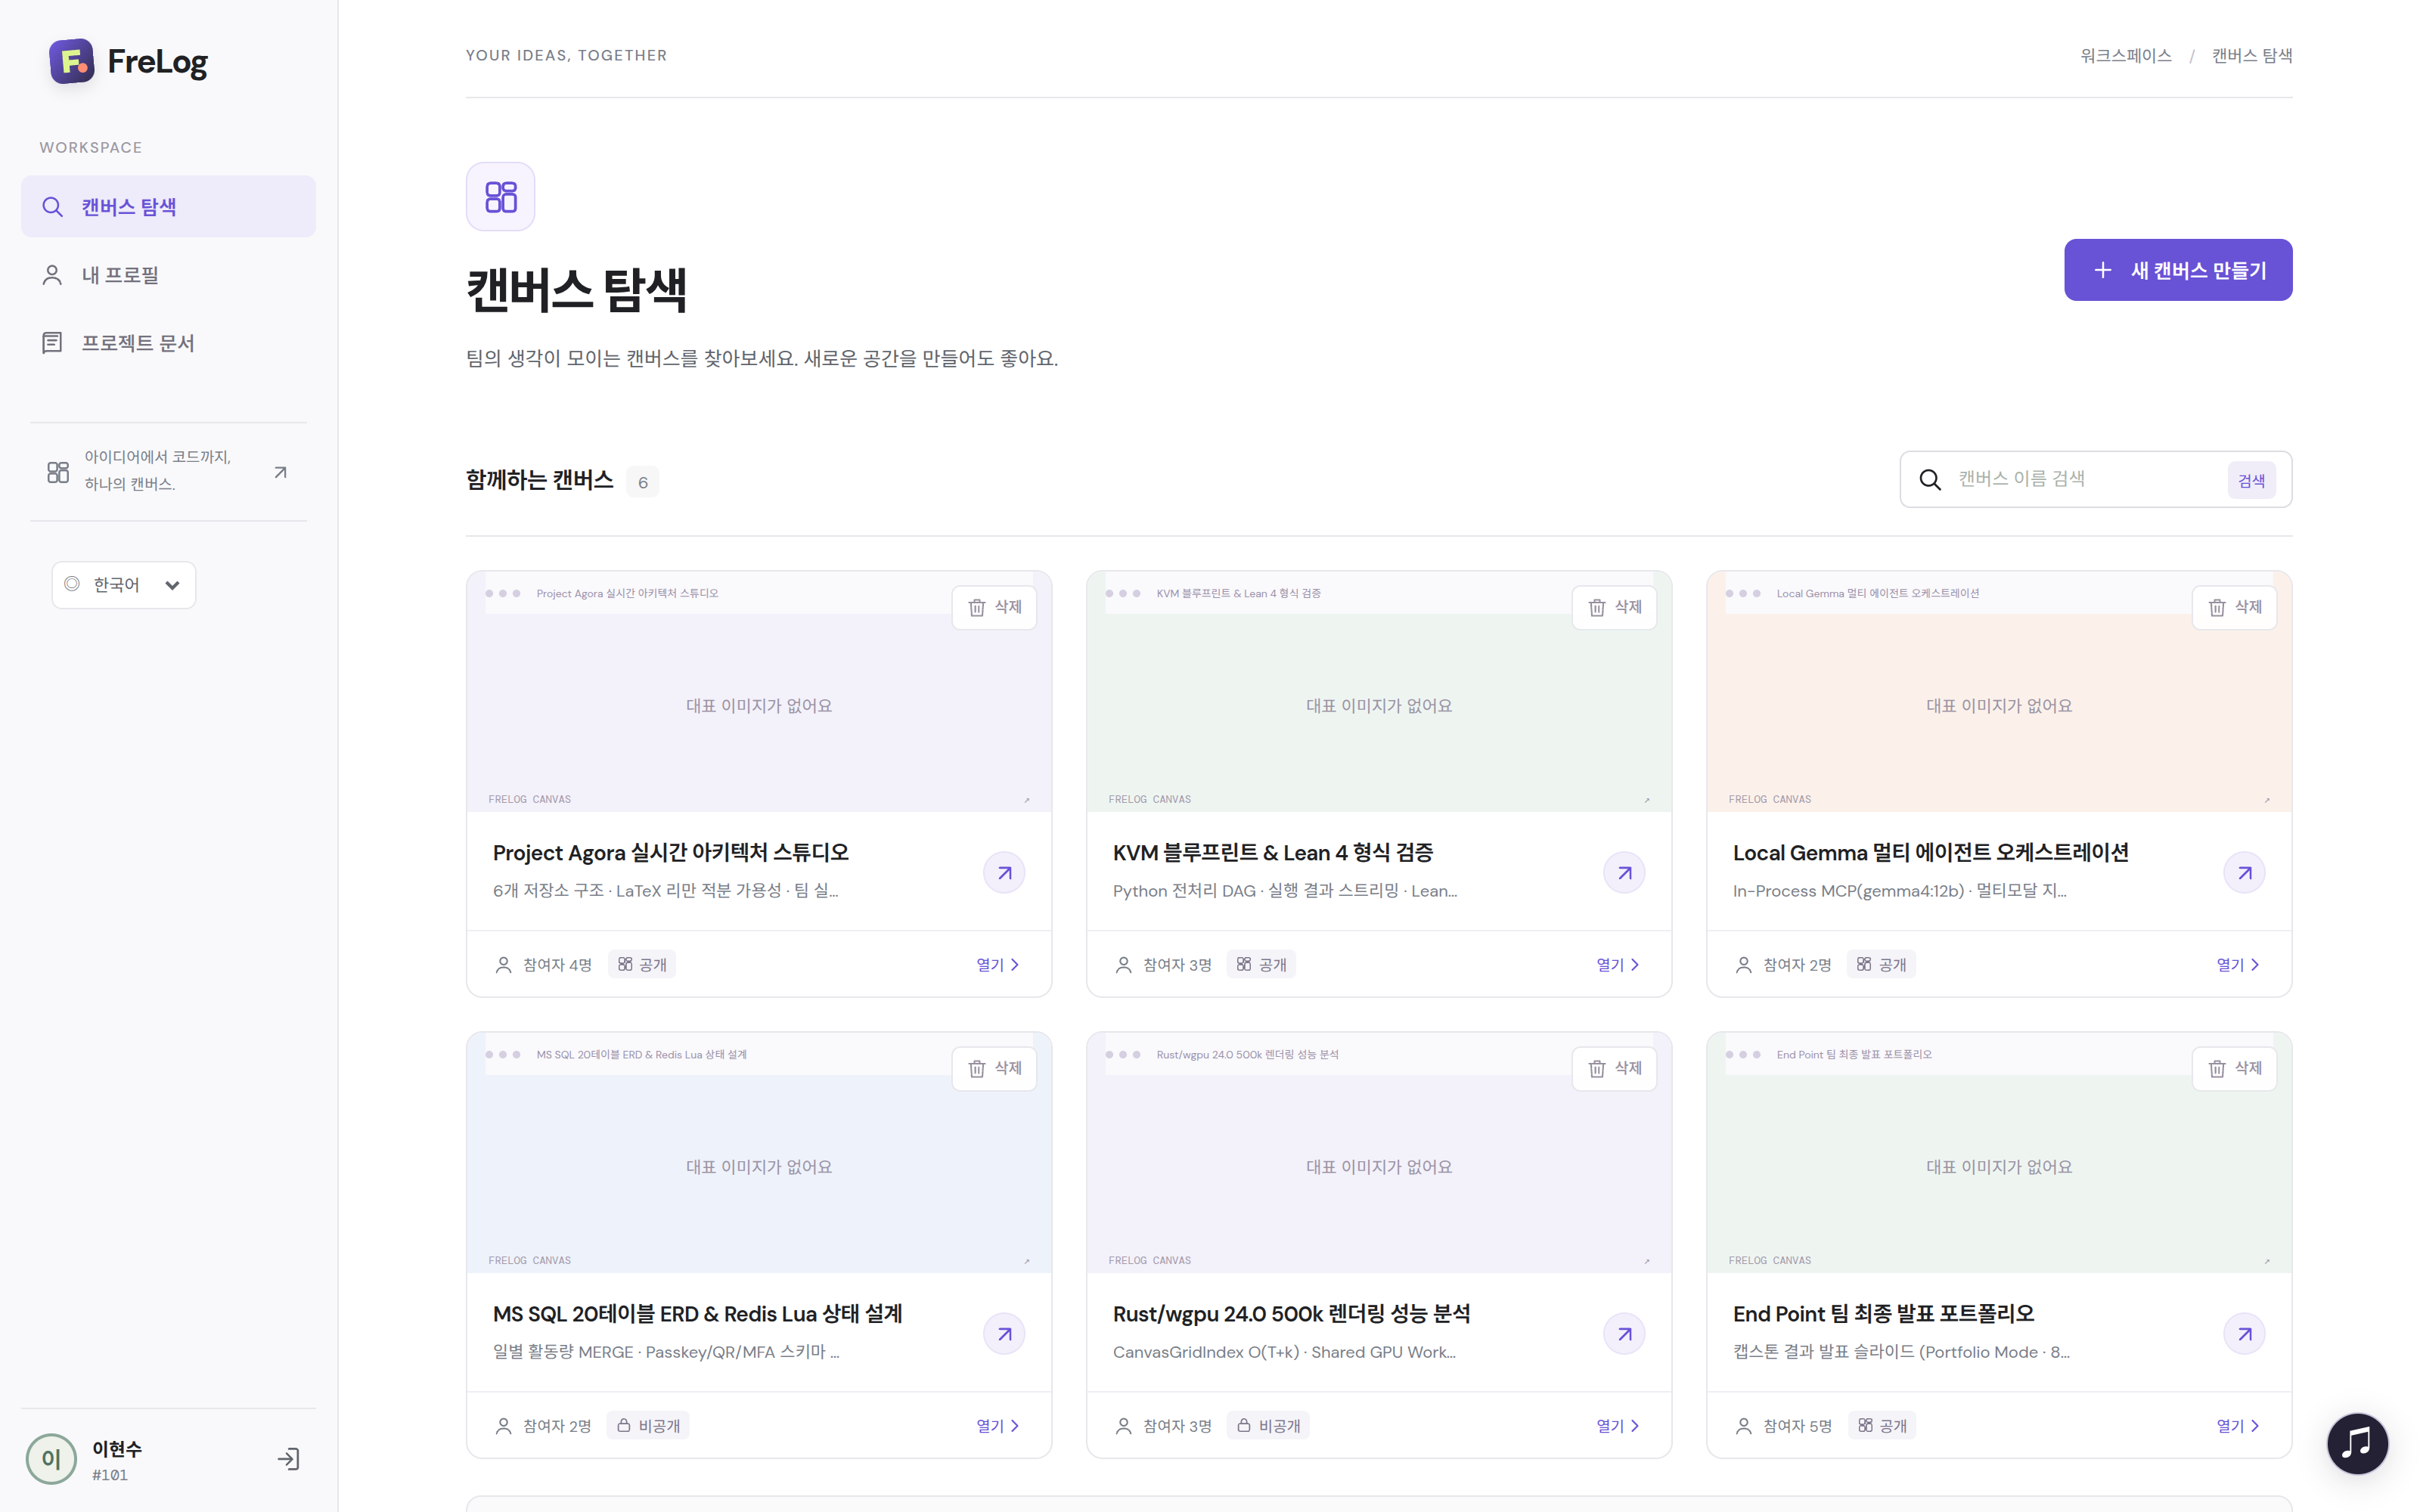 FreLog
WORKSPACE
캔버스 탐색
내 프로필
프로젝트 문서
아이디어에서 코드까지,
하나의 캔버스.
한국어
이
이현수
#101
YOUR IDEAS, TOGETHER
워크스페이스 / 캔버스 탐색
캔버스 탐색
팀의 생각이 모이는 캔버스를 찾아보세요. 새로운 공간을 만들어도 좋아요.
새 캔버스 만들기
함께하는 캔버스 6
캔버스 이름 검색 검색
Project Agora 실시간 아키텍처 스튜디오
삭제
대표 이미지가 없어요
FRELOG CANVAS ↗
Project Agora 실시간 아키텍처 스튜디오
6개 저장소 구조 · LaTeX 리만 적분 가용성 · 팀 실...
참여자 4명 공개 열기
KVM 블루프린트 & Lean 4 형식 검증
삭제
대표 이미지가 없어요
FRELOG CANVAS ↗
KVM 블루프린트 & Lean 4 형식 검증
Python 전처리 DAG · 실행 결과 스트리밍 · Lean...
참여자 3명 공개 열기
Local Gemma 멀티 에이전트 오케스트레이션
삭제
대표 이미지가 없어요
FRELOG CANVAS ↗
Local Gemma 멀티 에이전트 오케스트레이션
In-Process MCP(gemma4:12b) · 멀티모달 지...
참여자 2명 공개 열기
MS SQL 20테이블 ERD & Redis Lua 상태 설계
삭제
대표 이미지가 없어요
FRELOG CANVAS ↗
MS SQL 20테이블 ERD & Redis Lua 상태 설계
일별 활동량 MERGE · Passkey/QR/MFA 스키마 ...
참여자 2명 비공개 열기
Rust/wgpu 24.0 500k 렌더링 성능 분석
삭제
대표 이미지가 없어요
FRELOG CANVAS ↗
Rust/wgpu 24.0 500k 렌더링 성능 분석
CanvasGridIndex O(T+k) · Shared GPU Work...
참여자 3명 비공개 열기
End Point 팀 최종 발표 포트폴리오
삭제
대표 이미지가 없어요
FRELOG CANVAS ↗
End Point 팀 최종 발표 포트폴리오
캡스톤 결과 발표 슬라이드 (Portfolio Mode · 8...
참여자 5명 공개 열기